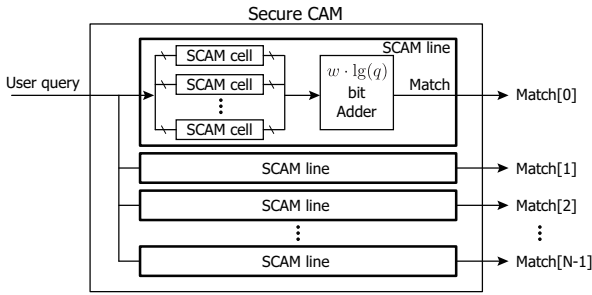 Secure CAM
SCAM line
SCAM cell
w · lg(q)
User query
SCAM cell
bit
Match
Match[0]
⋮
Adder
SCAM cell
SCAM line
Match[1]
SCAM line
Match[2]
⋮
⋮
SCAM line
Match[N-1]